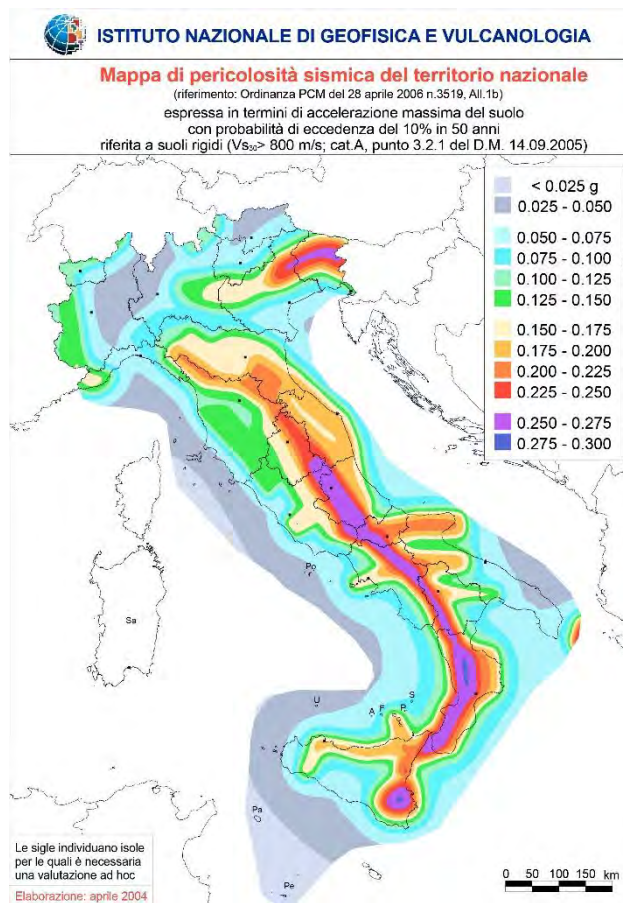 ISTITUTO NAZIONALE DI GEOFISICA E VULCANOLOGIA
Mappa di pericolosità sismica del territorio nazionale
(riferimento: Ordinanza PCM del 28 aprile 2006 n.3519, All.1b)
espressa in termini di accelerazione massima del suolo
con probabilità di eccedenza del 10% in 50 anni
riferita a suoli rigidi (Vs30> 800 m/s; cat.A, punto 3.2.1 del D.M. 14.09.2005)
< 0.025 g
0.025 - 0.050
0.050 - 0.075
0.075 - 0.100
0.100 - 0.125
0.125 - 0.150
0.150 - 0.175
0.175 - 0.200
0.200 - 0.225
0.225 - 0.250
0.250 - 0.275
0.275 - 0.300
Po
Sa
U
S
A F P
Pa
Pe
Le sigle individuano isole
per le quali è necessaria
una valutazione ad hoc
Elaborazione: aprile 2004
0 50 100 150 km